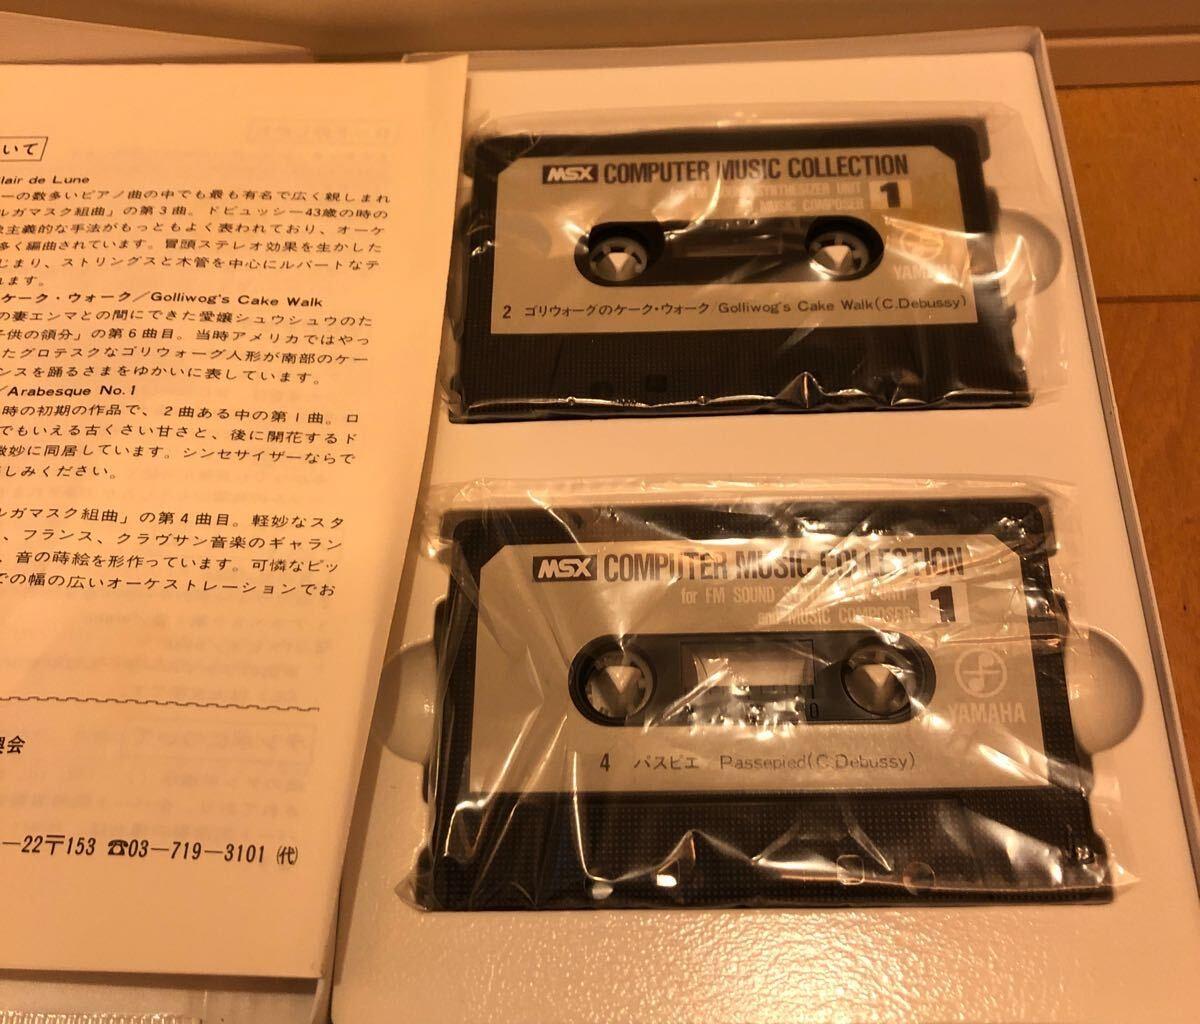 いて
lair de Lune
ーの数多いピアノ曲の中でも最も有名で広く親しまれ
ルガマスク組曲」の第3曲。ドビュッシー43歳の時の
主義的な手法がもっともよく表われており、オーケ
多く編曲されています。冒頭ステレオ効果を生かした
じまり、ストリングスと木管を中心にルバートなテ
れます。
ケーク・ウォーク/Golliwog's Cake Walk
の妻エンマとの間にできた愛嬢シュウシュウのた
子供の領分」の第6曲目。当時アメリカではやっ
たグロテスクなゴリウォーグ人形が南部のケー
ンスを踊るさまをゆかいに表しています。
/Arabesque No.1
時の初期の作品で、2曲ある中の第1曲。ロ
でもいえる古くさい甘さと、後に開花するド
微妙に同居しています。シンセサイザーならで
しみください。
ルガマスク組曲」の第4曲目。軽妙なスタ
、フランス、クラヴサン音楽のギャラン
、音の蒔絵を形作っています。可憐なピッ
での幅の広いオーケストレーションでお
興会
—22〒153 ☎03—719—3101 ㈹
MSX COMPUTER MUSIC COLLECTION
SYNTHESIZER UNIT
MUSIC COMPOSER 1
YAMAHA
2 ゴリウォーグのケーク・ウォーク Golliwog's Cake Walk(C.Debussy)
MSX COMPUTER MUSIC COLLECTION
for FM SOUND UNIT
and MUSIC COMPOSER 1
YAMAHA
4 パスピエ Passepied(C.Debussy)